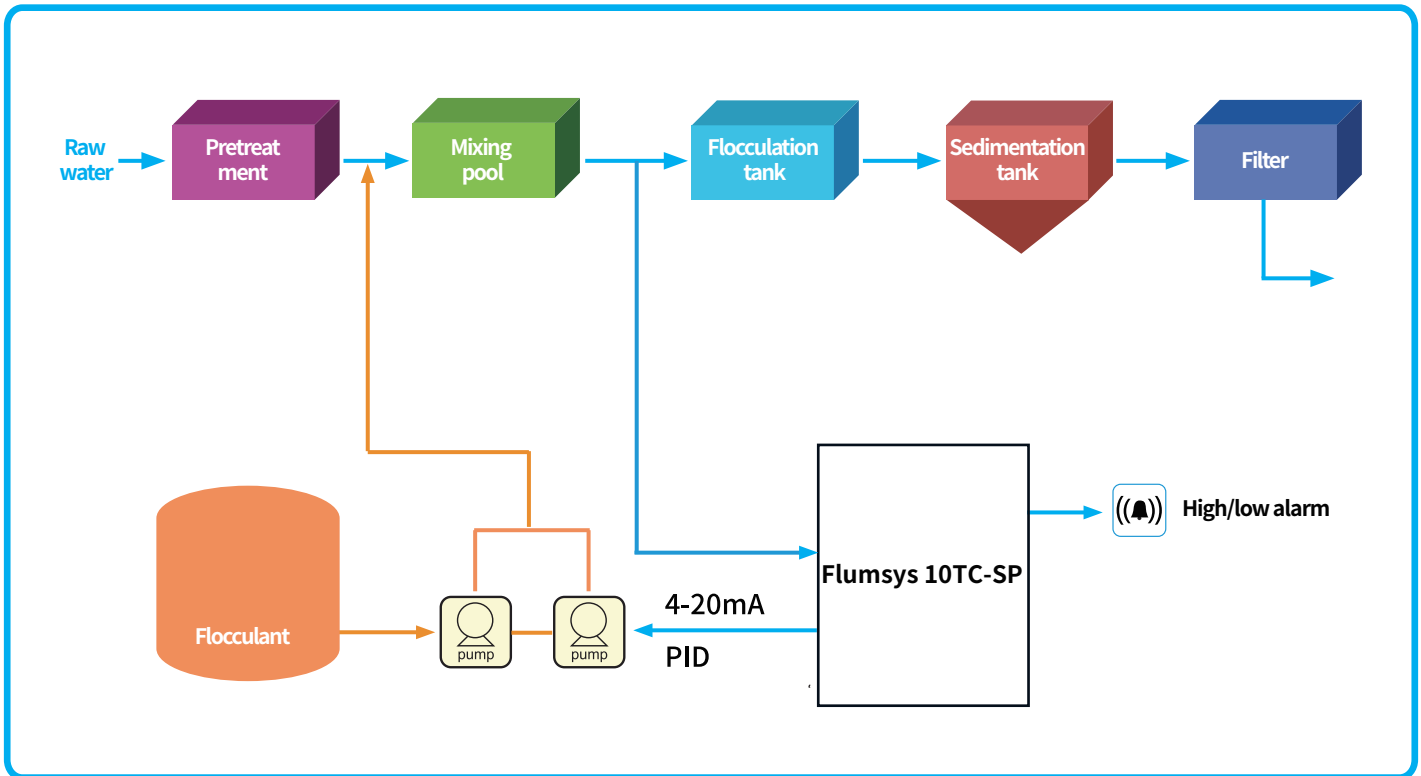 Raw
water
Pretreat
ment
Mixing
pool
Flocculation
tank
Sedimentation
tank
Filter
Flocculant
pump
pump
4-20mA
PID
Flumsys 10TC-SP
High/low alarm